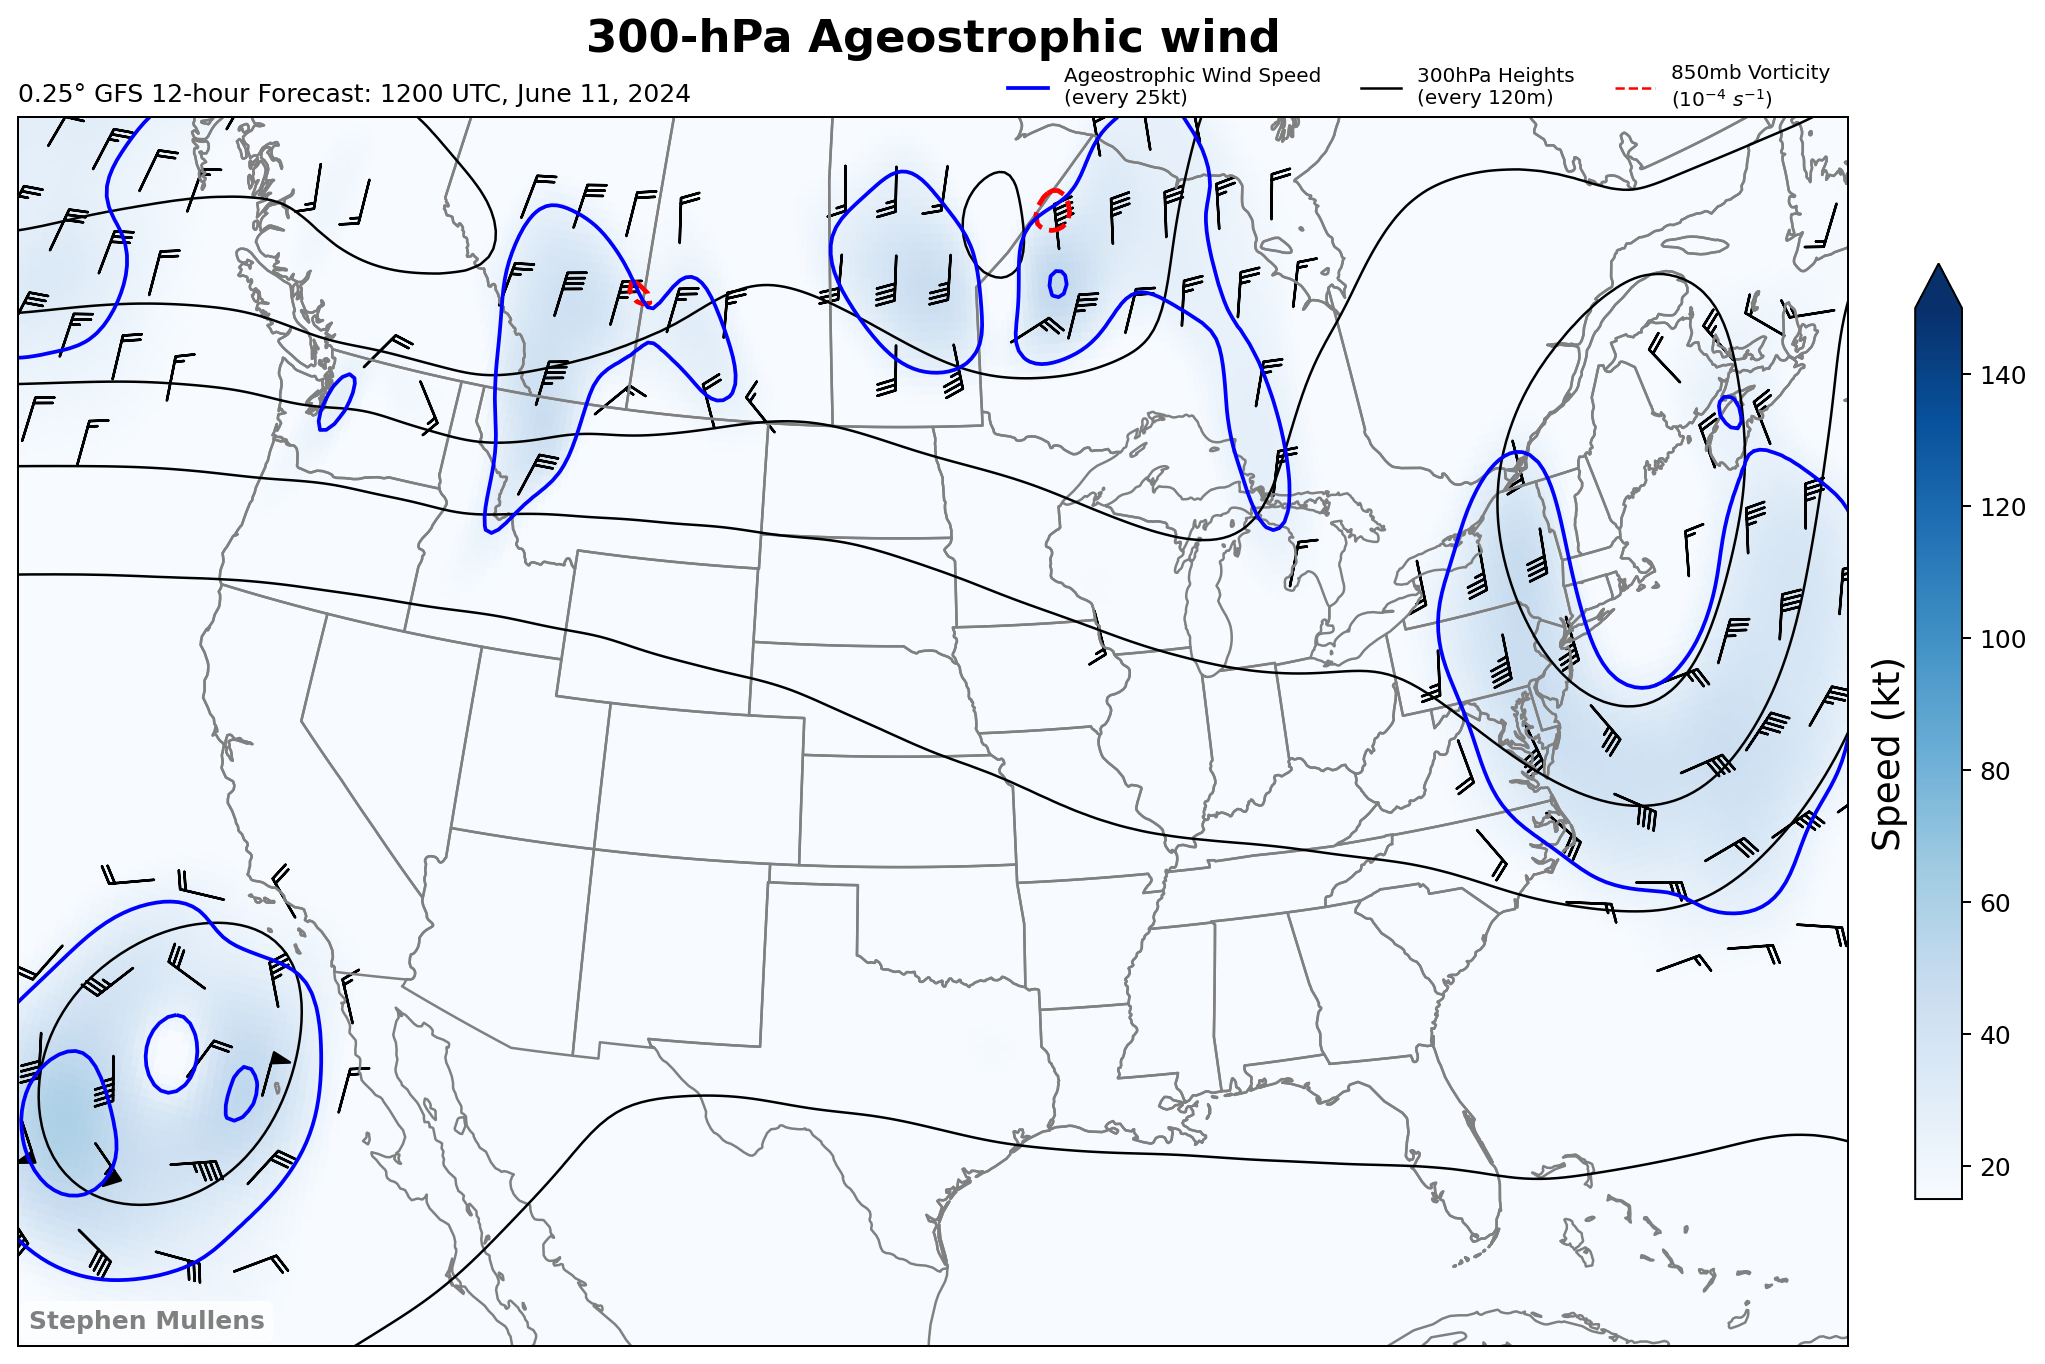 300-hPa Ageostrophic wind
0.25° GFS 12-hour Forecast: 1200 UTC, June 11, 2024
Ageostrophic Wind Speed
(every 25kt)
300hPa Heights
(every 120m)
850mb Vorticity
(10⁻⁴ s⁻¹)
140
120
100
80
60
40
20
Speed (kt)
Stephen Mullens